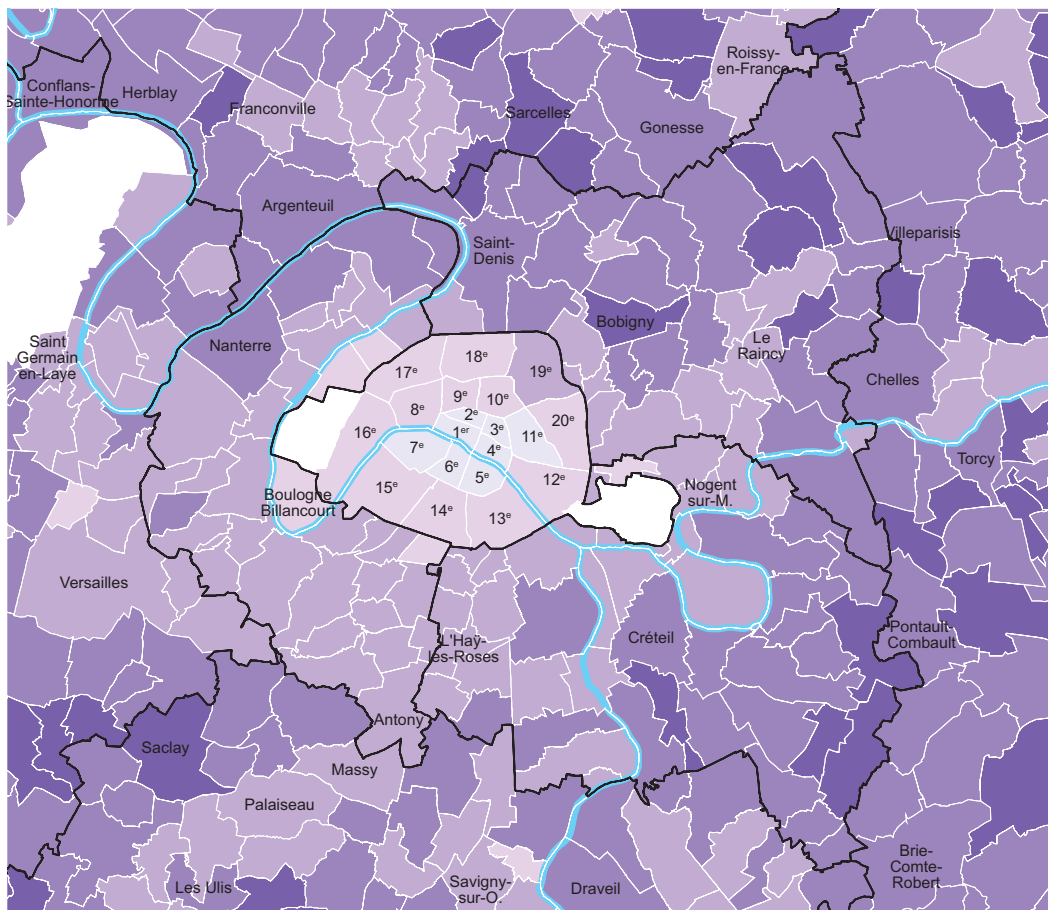 Roissy-
en-France
Conflans-
Sainte-Honorine
Herblay
Franconville
Sarcelles
Gonesse
Argenteuil
Saint-
Denis
Villeparisis
Bobigny
Le
Raincy
Saint
Germain
en-Laye
Nanterre
Chelles
17e
18e
19e
8e
9e
10e
2e
20e
16e
1er
3e
11e
7e
4e
6e
5e
12e
15e
14e
13e
Boulogne
Billancourt
Nogent
sur-M.
Torcy
Versailles
L'Haÿ-
les-Roses
Créteil
Pontault-
Combault
Saclay
Antony
Massy
Palaiseau
Les Ulis
Savigny-
sur-O.
Draveil
Brie-
Comte-
Robert